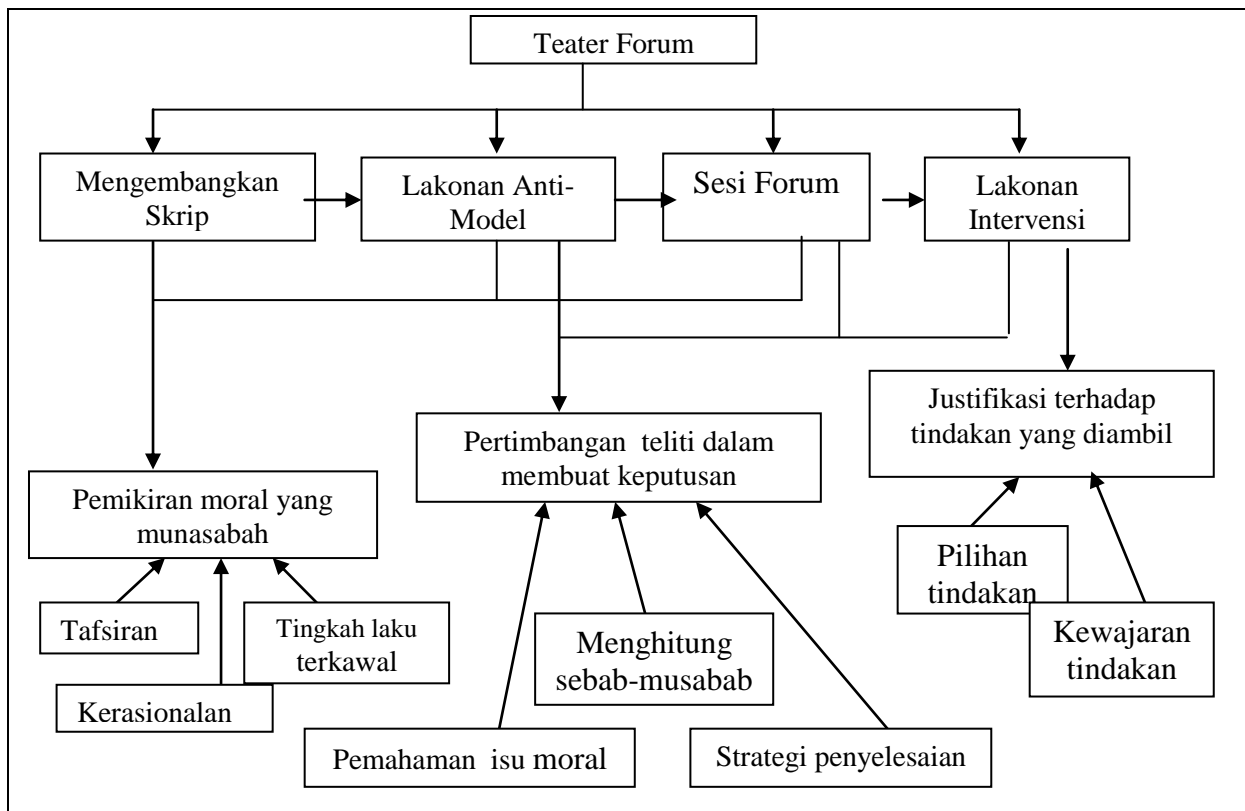 Teater Forum
Mengembangkan
Skrip
Lakonan Anti-
Model
Sesi Forum
Lakonan
Intervensi
Justifikasi terhadap
tindakan yang diambil
Pertimbangan teliti dalam
membuat keputusan
Pemikiran moral yang
munasabah
Pilihan
tindakan
Tafsiran
Tingkah laku
terkawal
Menghitung
sebab-musabab
Kewajaran
tindakan
Kerasionalan
Pemahaman isu moral
Strategi penyelesaian